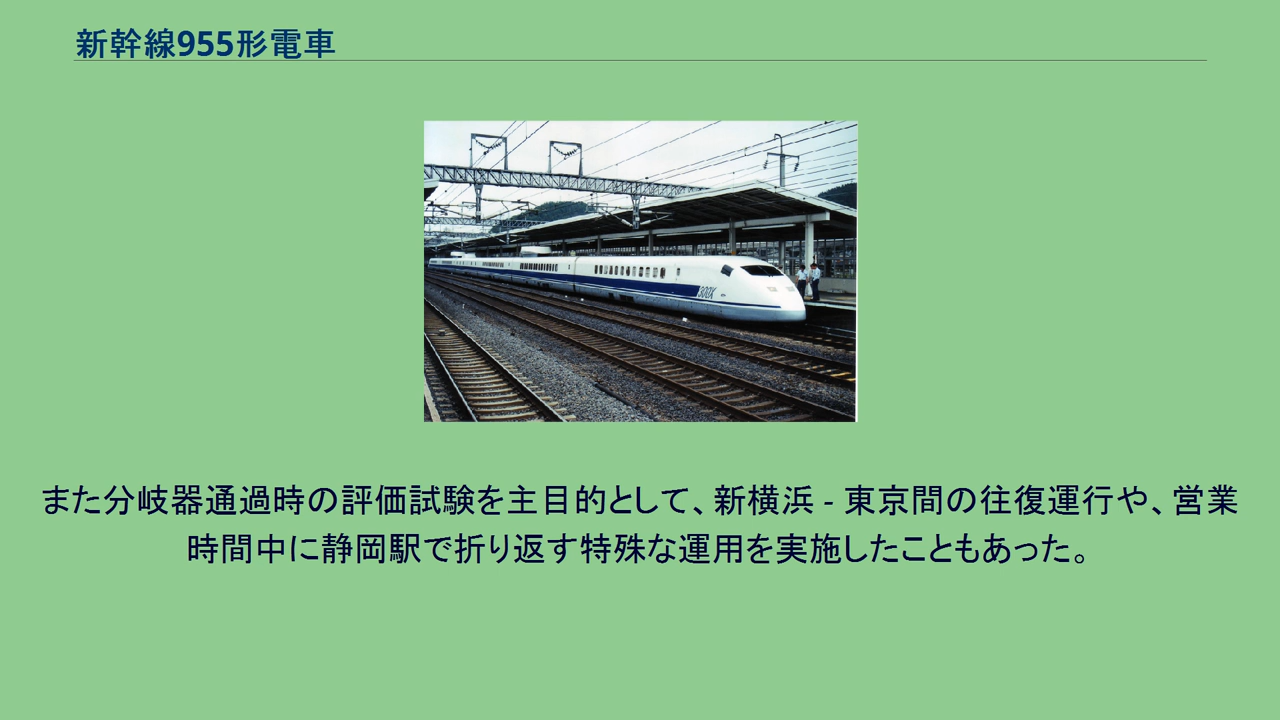 新幹線955形電車
300X
また分岐器通過時の評価試験を主目的として、新横浜 - 東京間の往復運行や、営業
時間中に静岡駅で折り返す特殊な運用を実施したこともあった。